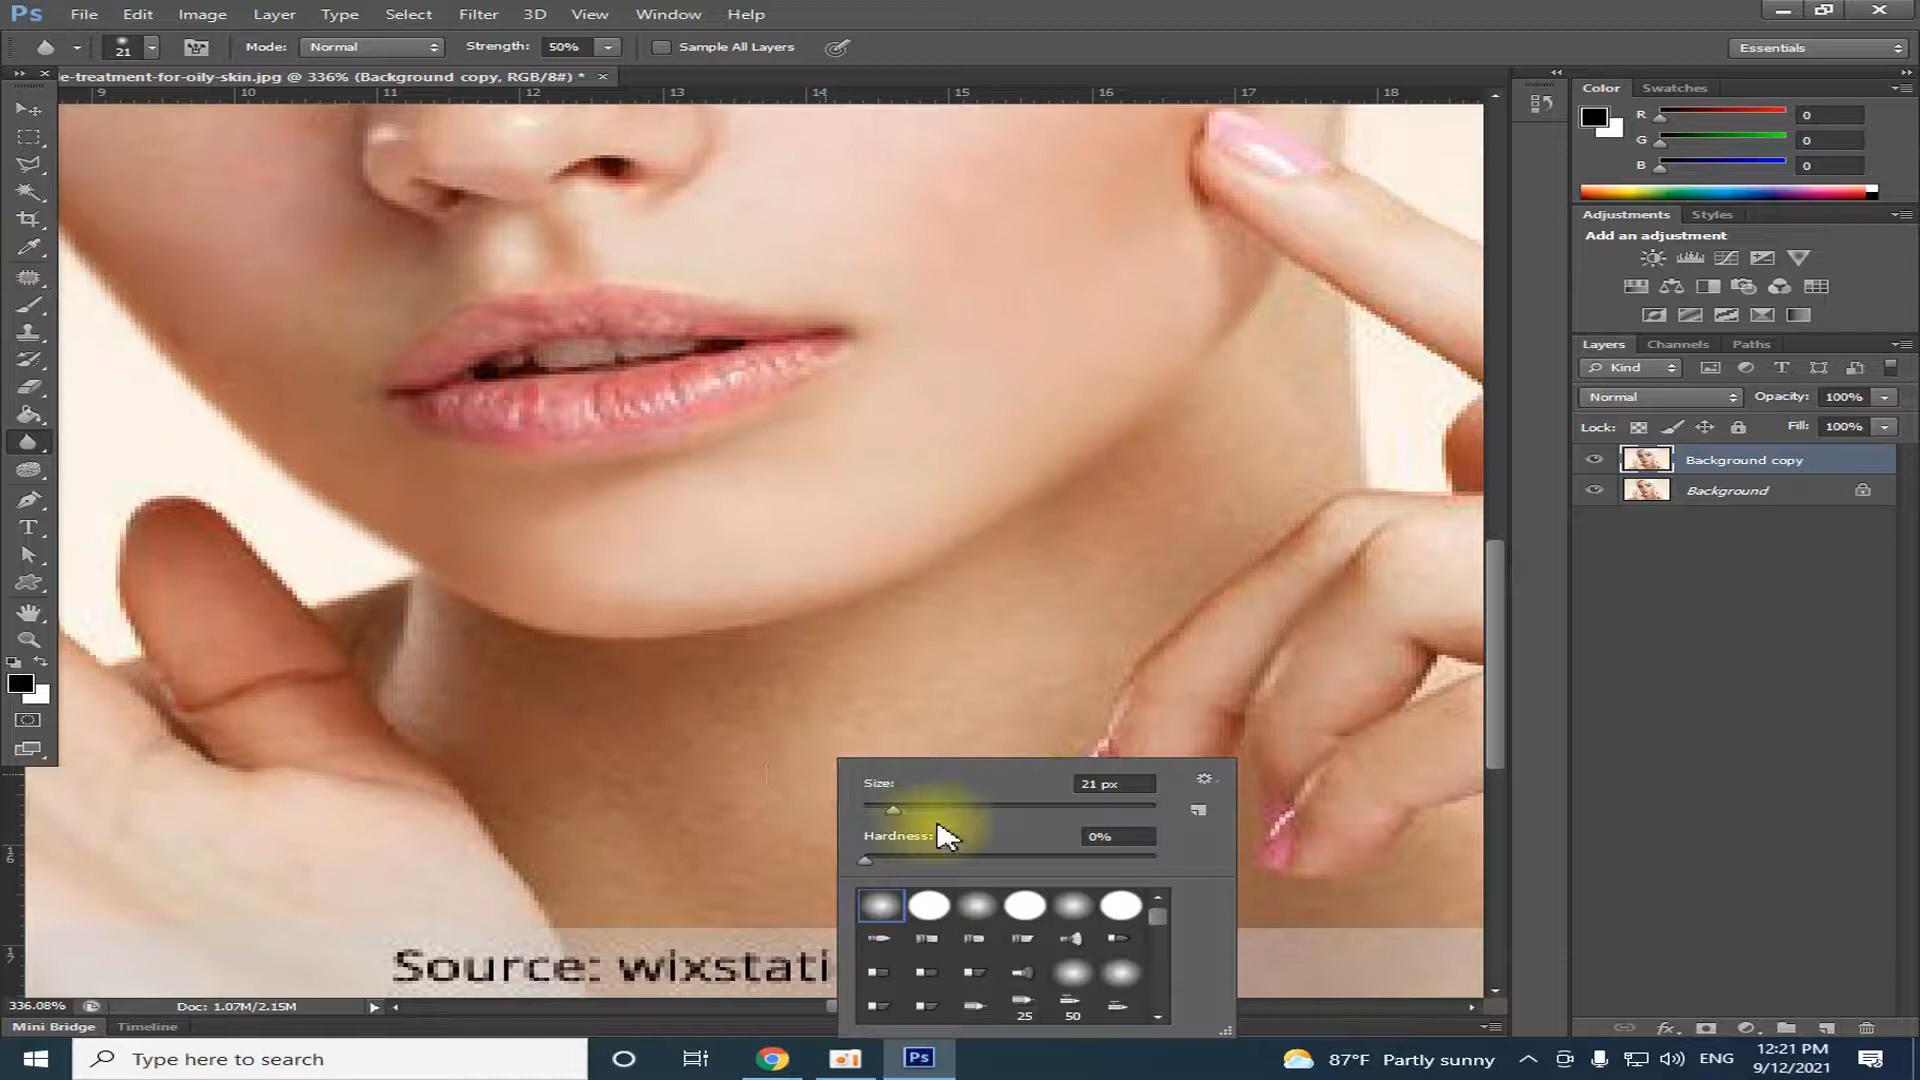 Ps File Edit Image Layer Type Select Filter 3D View Window Help
21 Mode: Normal Strength: 50% Sample All Layers Essentials
le-treatment-for-oily-skin.jpg @ 336% (Background copy, RGB/8#) * ×
9 10 11 12 13 14 15 16 17 18
Color Swatches
R 0
G 0
B 0
Adjustments Styles
Add an adjustment
Layers Channels Paths
Kind
Normal Opacity: 100%
Lock: Fill: 100%
Background copy
Background
Size: 21 px
Hardness: 0%
25 50
16
17
Source: wixstati
336.08% Doc: 1.07M/2.15M
Mini Bridge Timeline
Type here to search
Ps
87°F Partly sunny
ENG
12:21 PM
9/12/2021